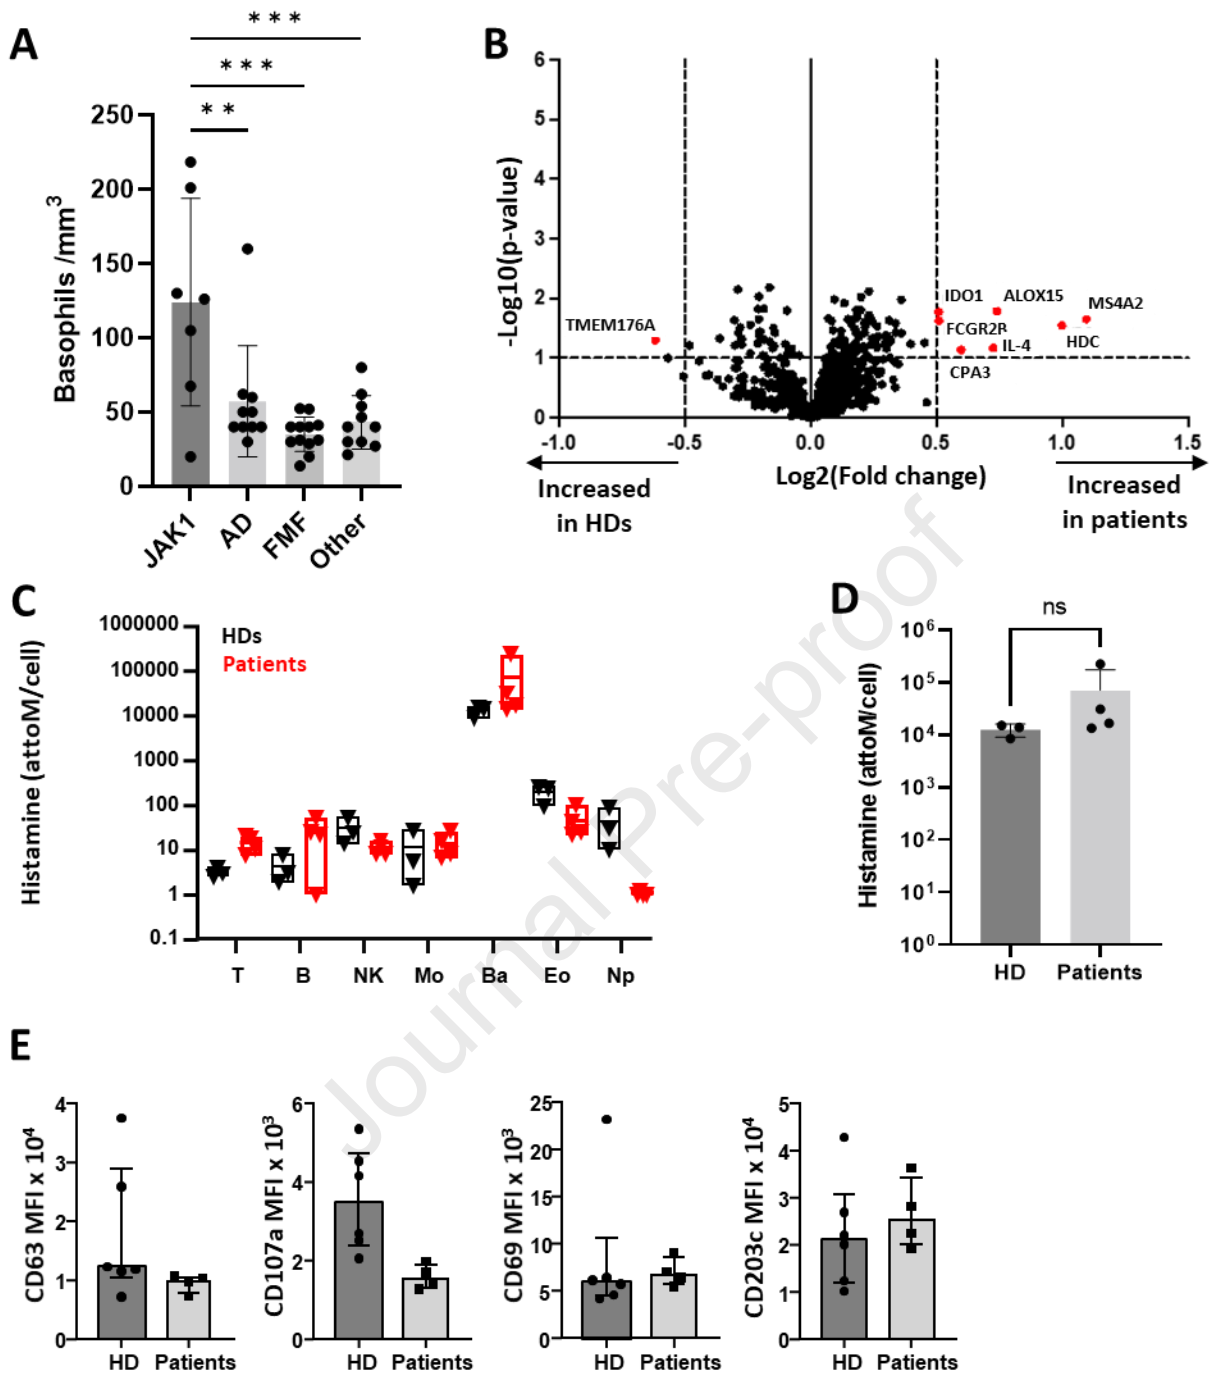 A
***
***
**
250
200
150
100
50
0
Basophils /mm3
JAK1
AD
FMF
Other
B
6
5
4
3
2
1
0
-Log10(p-value)
TMEM176A
IDO1
ALOX15
MS4A2
FCGR2B
HDC
IL-4
CPA3
-1.0 -0.5 0.0 0.5 1.0 1.5
Log2(Fold change)
Increased
in HDs
Increased
in patients
C
1000000
100000
10000
1000
100
10
1
0.1
Histamine (attoM/cell)
HDs
Patients
T B NK Mo Ba Eo Np
D
ns
10^6
10^5
10^4
10^3
10^2
10^1
10^0
Histamine (attoM/cell)
HD Patients
Journal Pre-proof
E
CD63 MFI x 10^4
4
3
2
1
0
HD Patients
CD107a MFI x 10^3
6
4
2
0
HD Patients
CD69 MFI x 10^3
25
20
15
10
5
0
HD Patients
CD203c MFI x 10^4
5
4
3
2
1
0
HD Patients